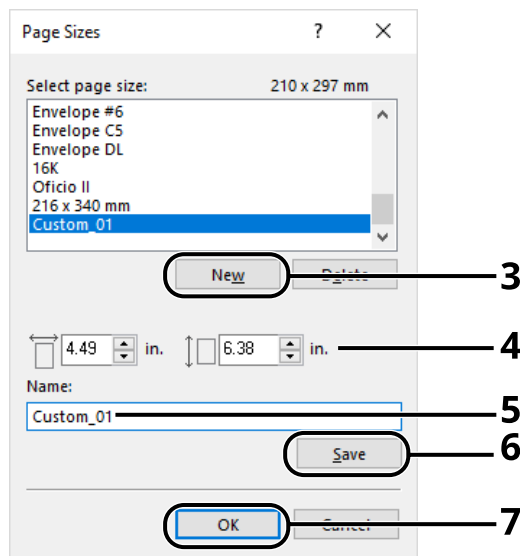 Page Sizes ? ×
Select page size: 210 x 297 mm
Envelope #6
Envelope C5
Envelope DL
16K
Oficio II
216 x 340 mm
Custom_01
New Delete 3
4.49 in. 6.38 in. 4
Name:
Custom_01 5
Save 6
OK Cancel 7